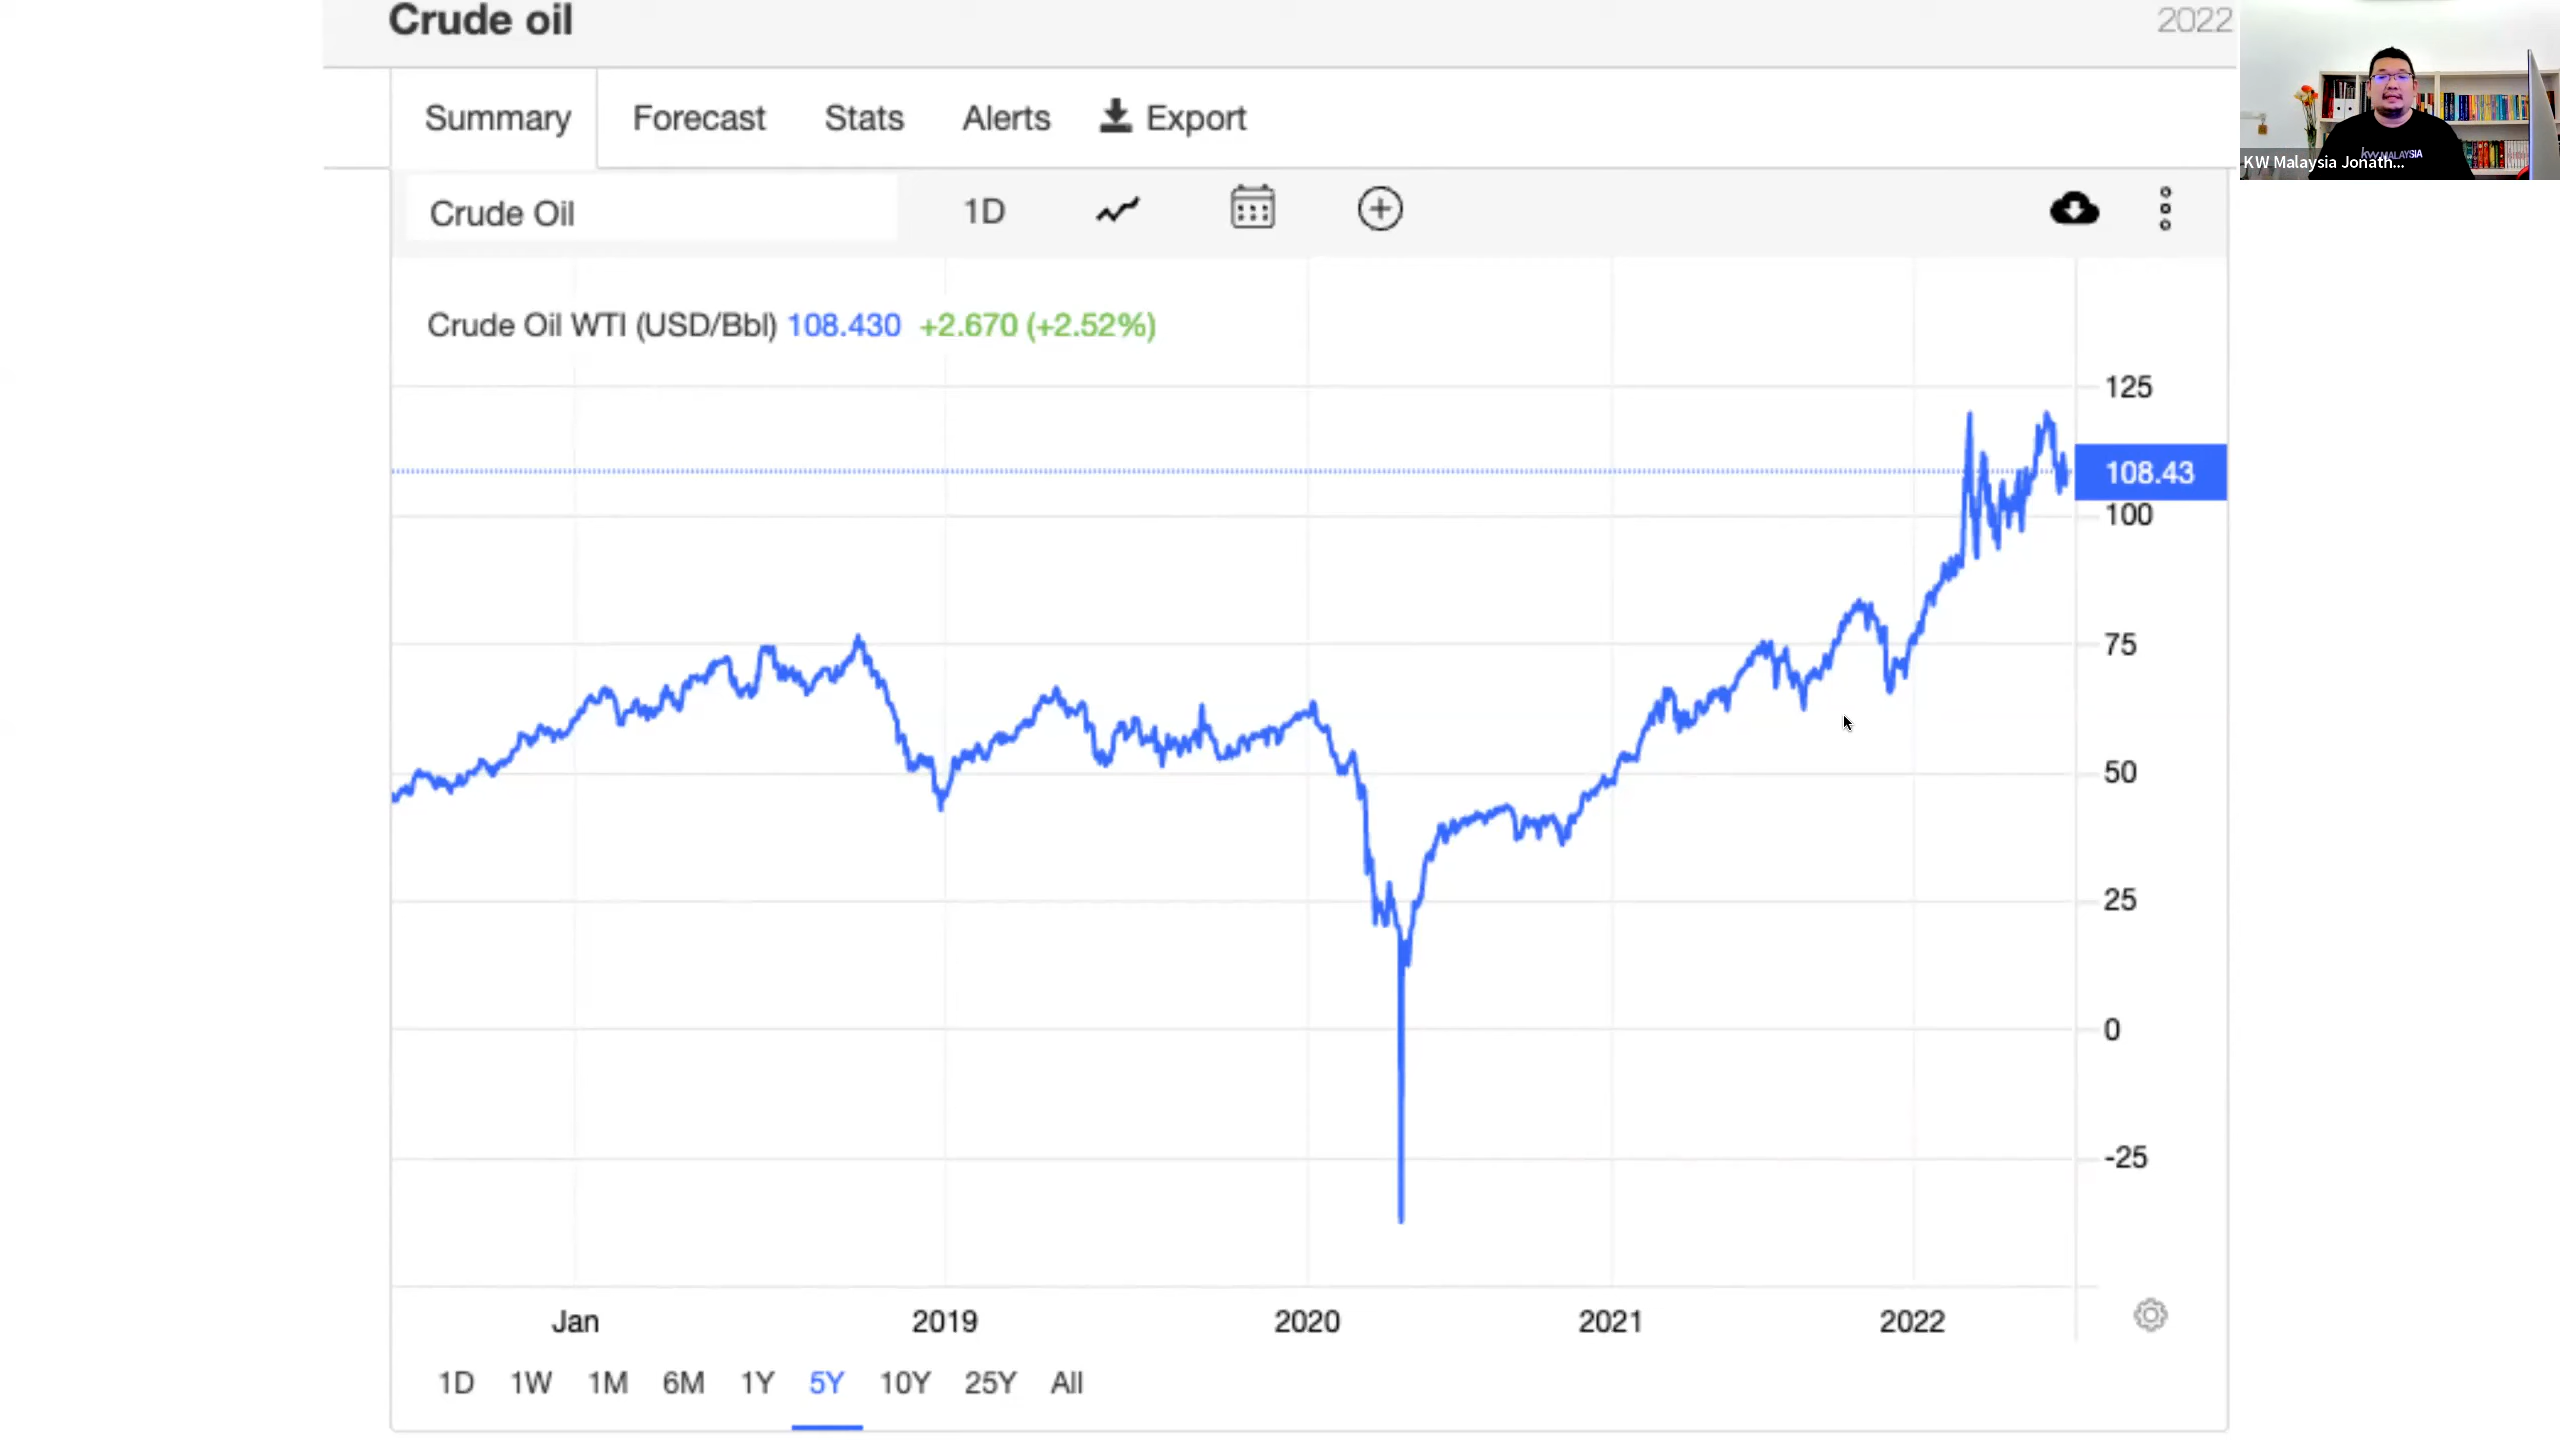 Crude oil
2022
Summary Forecast Stats Alerts Export
Crude Oil 1D
Crude Oil WTI (USD/Bbl) 108.430 +2.670 (+2.52%)
125
108.43
100
75
50
25
0
-25
Jan 2019 2020 2021 2022
1D 1W 1M 6M 1Y 5Y 10Y 25Y All
kw MALAYSIA
KW Malaysia Jonath...